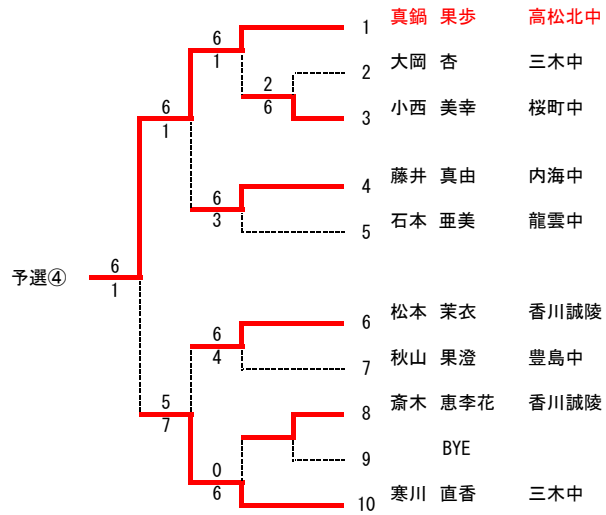 1 真鍋 果歩 高松北中
6
1
2 大岡 杏 三木中
2
6
3 小西 美幸 桜町中
6
1
4 藤井 真由 内海中
6
3
5 石本 亜美 龍雲中
予選④
6
1
6 松本 茉衣 香川誠陵
6
4
7 秋山 果澄 豊島中
5
7
8 斎木 恵李花 香川誠陵
9 BYE
0
6
10 寒川 直香 三木中